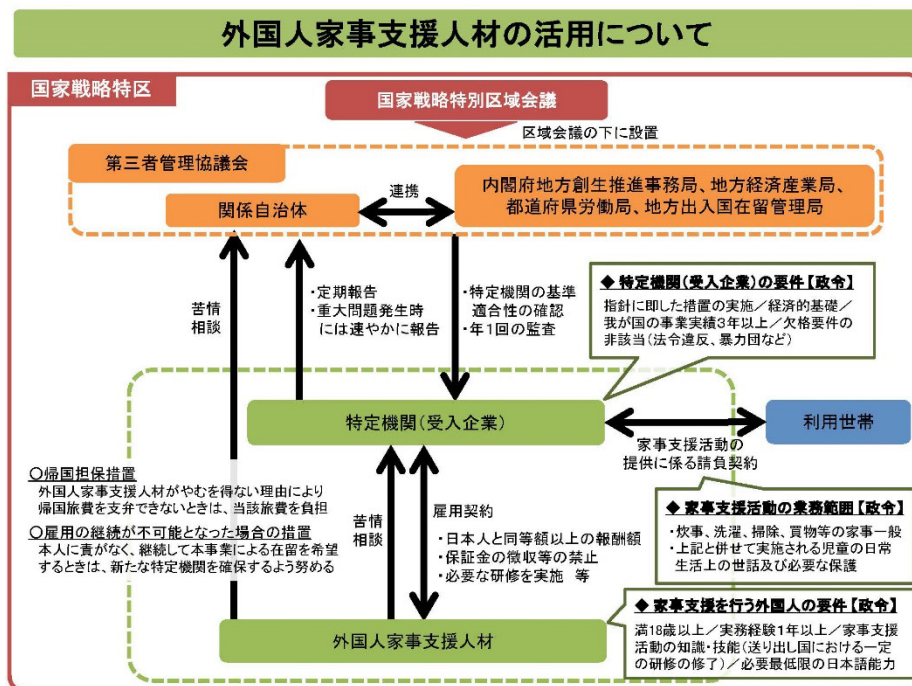 外国人家事支援人材の活用について
国家戦略特区
国家戦略特別区域会議
区域会議の下に設置
第三者管理協議会
関係自治体
連携
内閣府地方創生推進事務局、地方経済産業局、
都道府県労働局、地方出入国在留管理局
苦情
相談
・定期報告
・重大問題発生時
には速やかに報告
・特定機関の基準
適合性の確認
・年1回の監査
◆ 特定機関(受入企業)の要件【政令】
指針に即した措置の実施/経済的基礎/
我が国の事業実績3年以上/欠格要件の
非該当(法令違反、暴力団など)
特定機関(受入企業)
利用世帯
家事支援活動の
提供に係る請負契約
○帰国担保措置
外国人家事支援人材がやむを得ない理由により
帰国旅費を支弁できないときは、当該旅費を負担
○雇用の継続が不可能となった場合の措置
本人に責がなく、継続して本事業による在留を希望
するときは、新たな特定機関を確保するよう努める
苦情
相談
雇用契約
・日本人と同等額以上の報酬額
・保証金の徴収等の禁止
・必要な研修を実施 等
◆ 家事支援活動の業務範囲【政令】
・炊事、洗濯、掃除、買物等の家事一般
・上記と併せて実施される児童の日常
生活上の世話及び必要な保護
◆ 家事支援を行う外国人の要件【政令】
満18歳以上/実務経験1年以上/家事支援
活動の知識・技能(送り出し国における一定
の研修の修了)/必要最低限の日本語能力
外国人家事支援人材